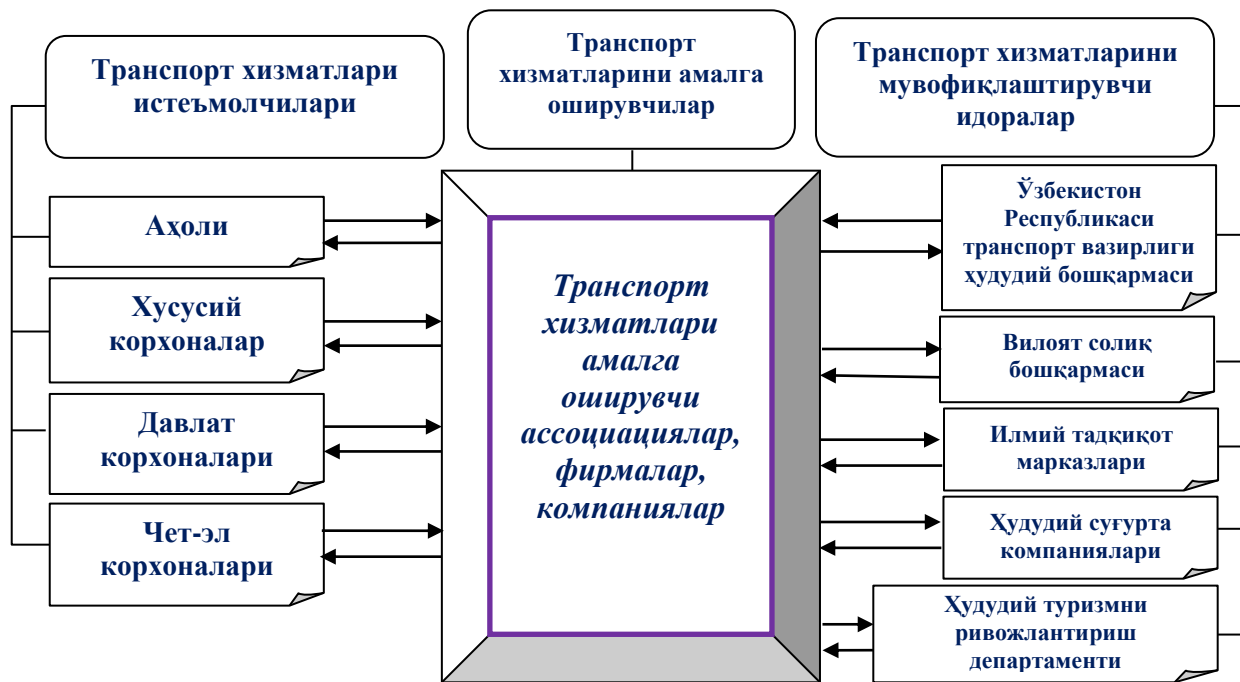 Транспорт хизматлари
истеъмолчилари
Транспорт
хизматларини амалга
оширувчилар
Транспорт хизматларини
мувофиқлаштирувчи
идоралар
Аҳоли
Хусусий
корхоналар
Давлат
корхоналари
Чет-эл
корхоналари
Транспорт
хизматлари
амалга
оширувчи
ассоциациялар,
фирмалар,
компаниялар
Ўзбекистон
Республикаси
транспорт вазирлиги
ҳудудий бошқармаси
Вилоят солиқ
бошқармаси
Илмий тадқиқот
марказлари
Ҳудудий суғурта
компаниялари
Ҳудудий туризмни
ривожлантириш
департаменти